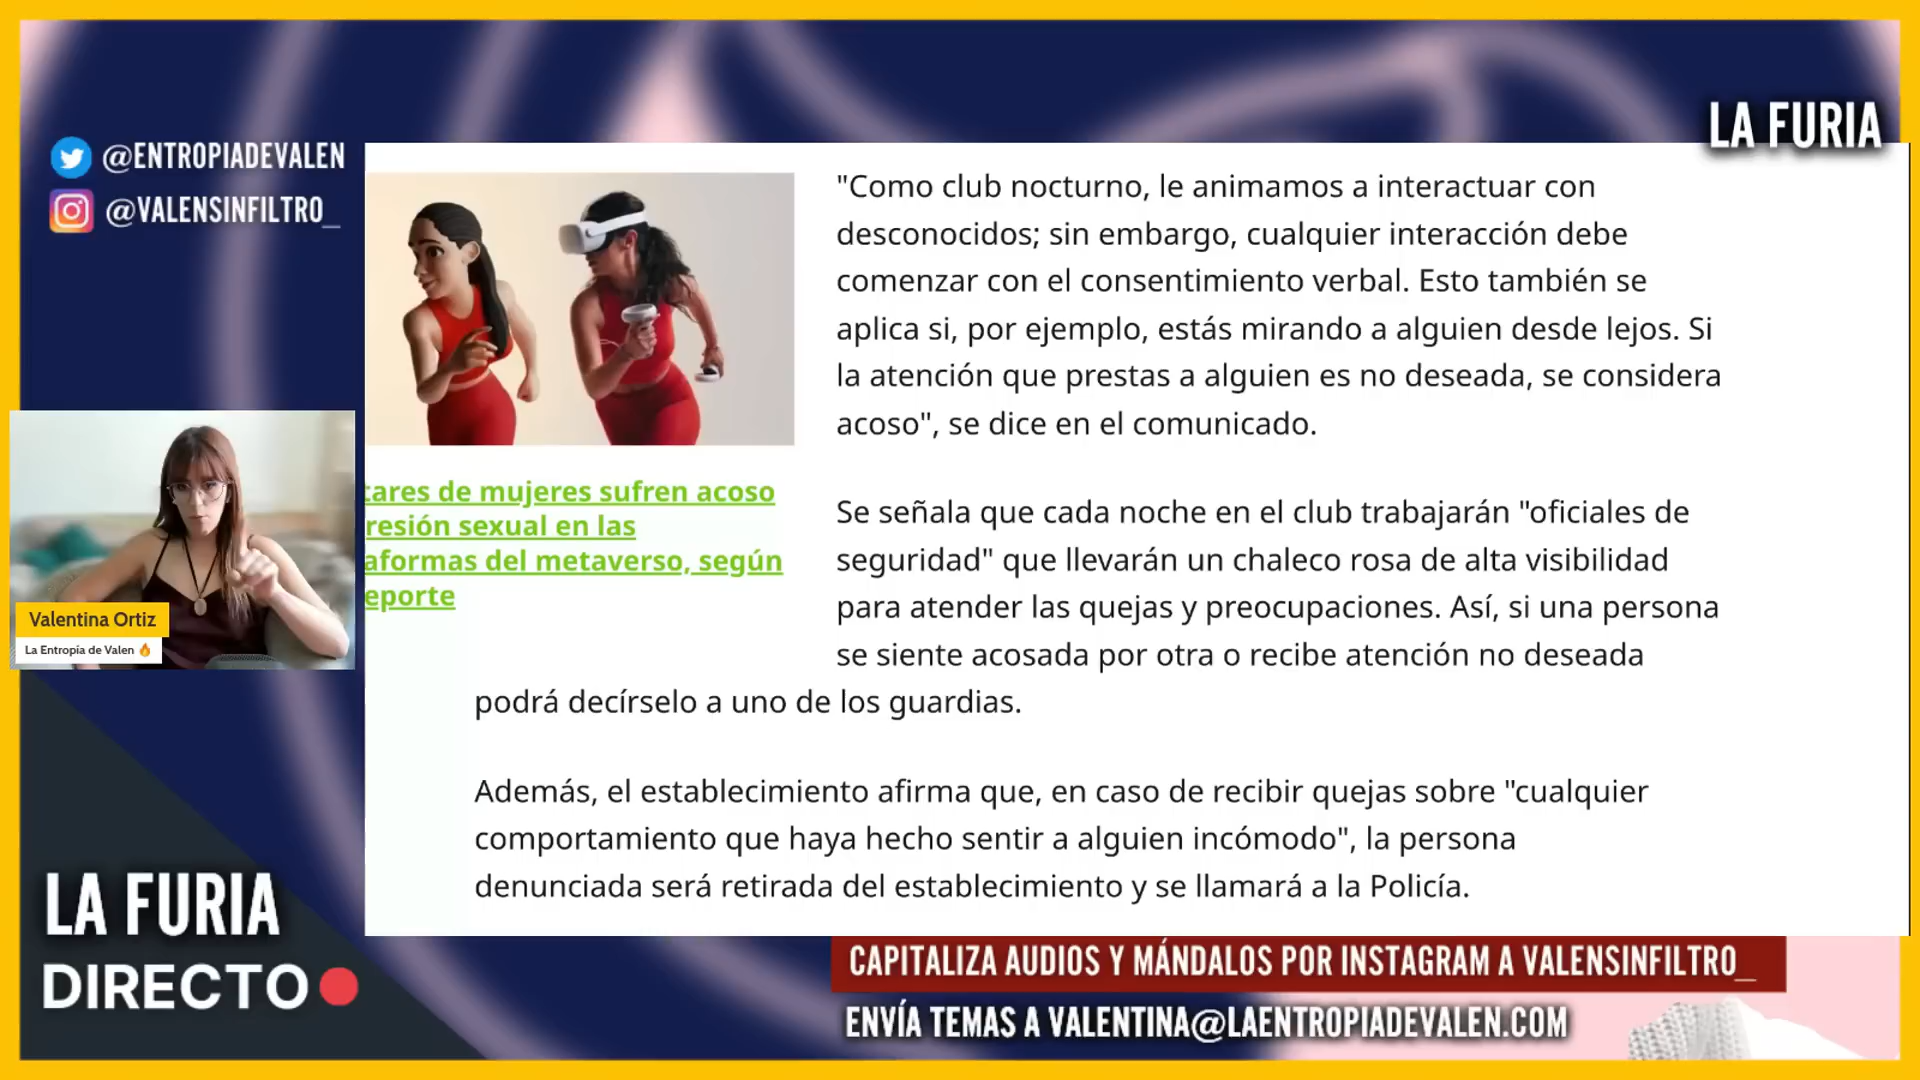 LA FURIA
@ENTROPIADEVALEN
@VALENSINFILTRO_
"Como club nocturno, le animamos a interactuar con
desconocidos; sin embargo, cualquier interacción debe
comenzar con el consentimiento verbal. Esto también se
aplica si, por ejemplo, estás mirando a alguien desde lejos. Si
la atención que prestas a alguien es no deseada, se considera
acoso", se dice en el comunicado.
tares de mujeres sufren acoso
resión sexual en las
aformas del metaverso, según
eporte
Se señala que cada noche en el club trabajarán "oficiales de
seguridad" que llevarán un chaleco rosa de alta visibilidad
para atender las quejas y preocupaciones. Así, si una persona
se siente acosada por otra o recibe atención no deseada
podrá decírselo a uno de los guardias.
Además, el establecimiento afirma que, en caso de recibir quejas sobre "cualquier
comportamiento que haya hecho sentir a alguien incómodo", la persona
denunciada será retirada del establecimiento y se llamará a la Policía.
Valentina Ortiz
La Entropia de Valen
LA FURIA
DIRECTO
CAPITALIZA AUDIOS Y MÁNDALOS POR INSTAGRAM A VALENSINFILTRO_
ENVÍA TEMAS A VALENTINA@LAENTROPIADEVALEN.COM